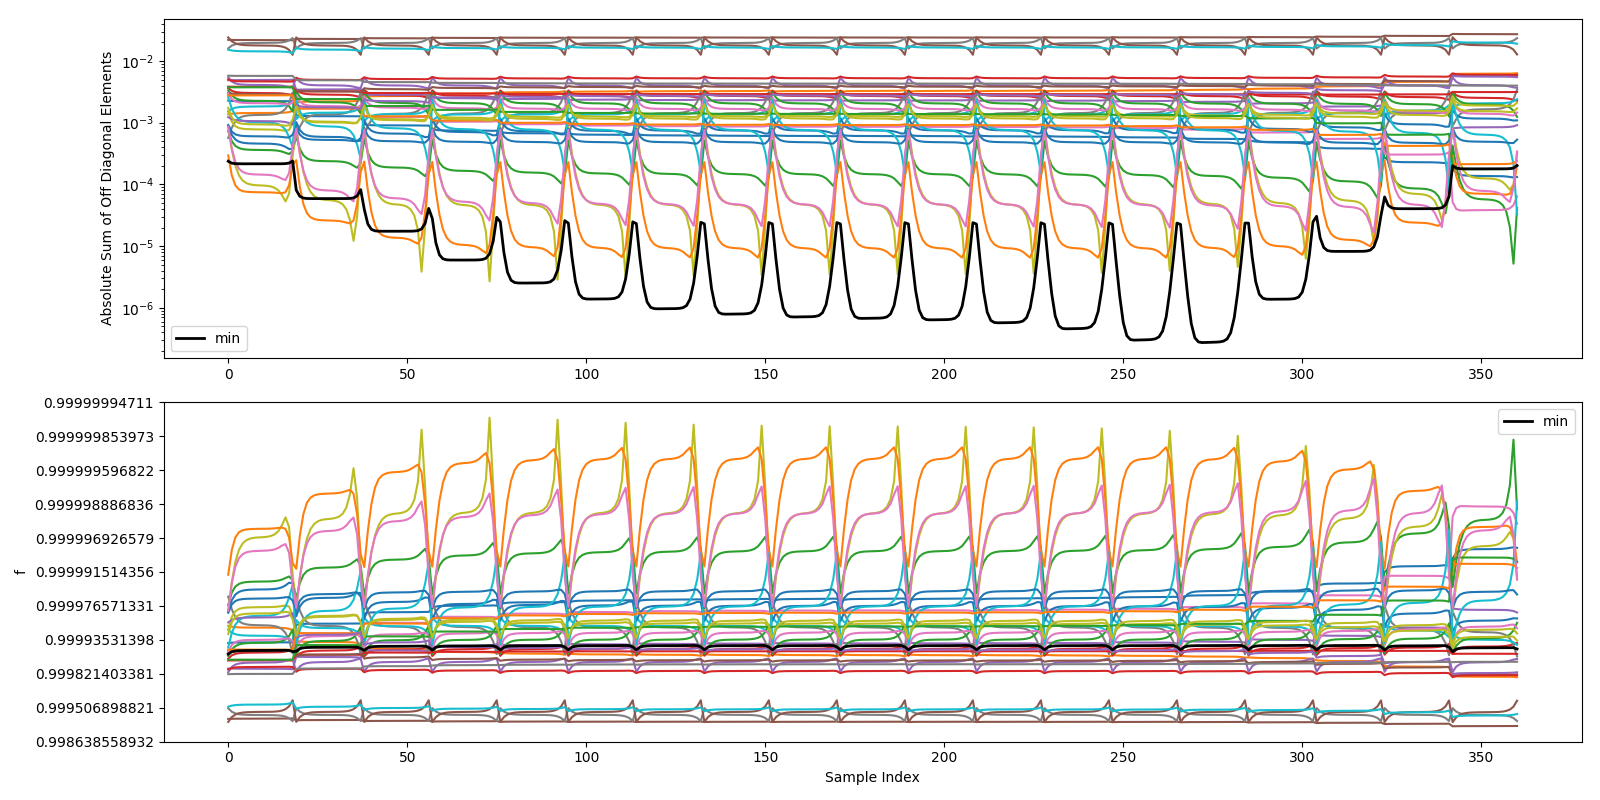 Absolute Sum of Off Diagonal Elements
10⁻²
10⁻³
10⁻⁴
10⁻⁵
10⁻⁶
min
0 50 100 150 200 250 300 350
f
0.99999994711
0.999999853973
0.999999596822
0.999998886836
0.999996926579
0.999991514356
0.999976571331
0.99993531398
0.999821403381
0.999506898821
0.998638558932
min
0 50 100 150 200 250 300 350
Sample Index